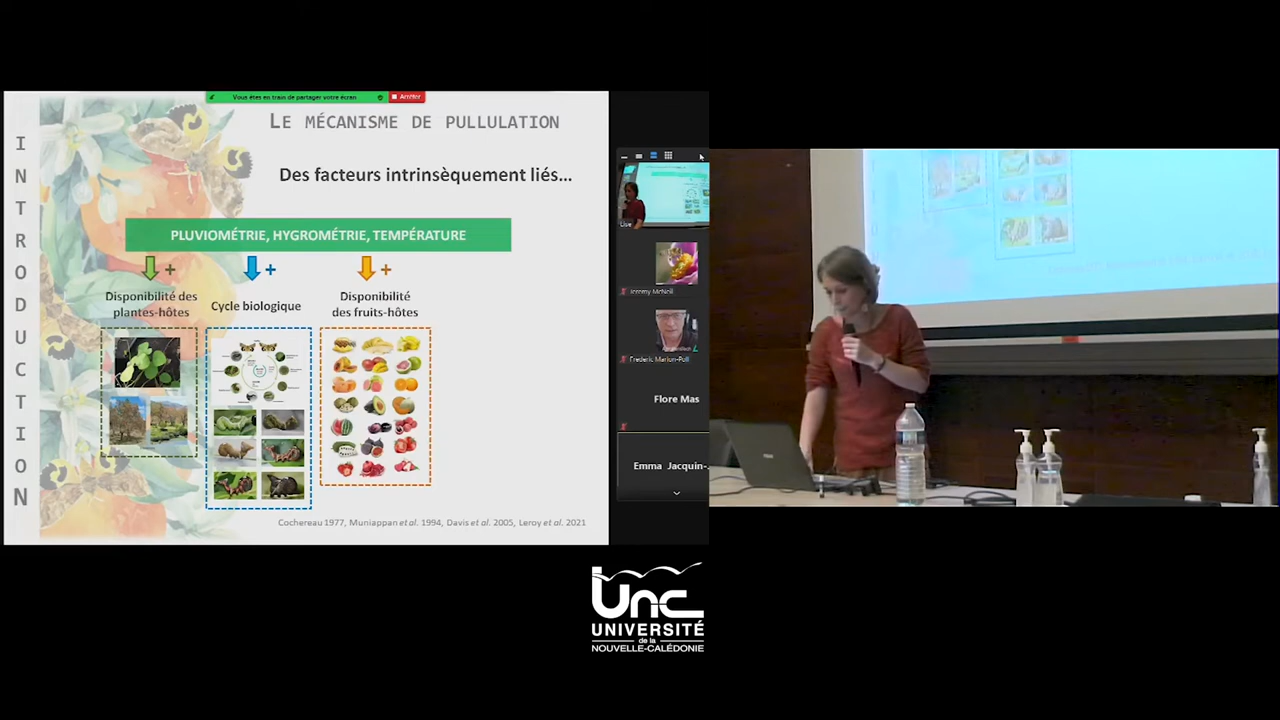 Vous êtes en train de partager votre écran
Arrêter
LE MÉCANISME DE PULLULATION
INTRODUCTION
Des facteurs intrinsèquement liés…
PLUVIOMÉTRIE, HYGROMÉTRIE, TEMPÉRATURE
+
+
+
Disponibilité des
plantes-hôtes
Cycle biologique
Disponibilité
des fruits-hôtes
Cochereau 1977, Muniappan et al. 1994, Davis et al. 2005, Leroy et al. 2021
Jeremy McNeil
Frederic Marion-Poll
Flore Mas
Emma Jacquin-
unc
UNIVERSITÉ
de la
NOUVELLE-CALÉDONIE